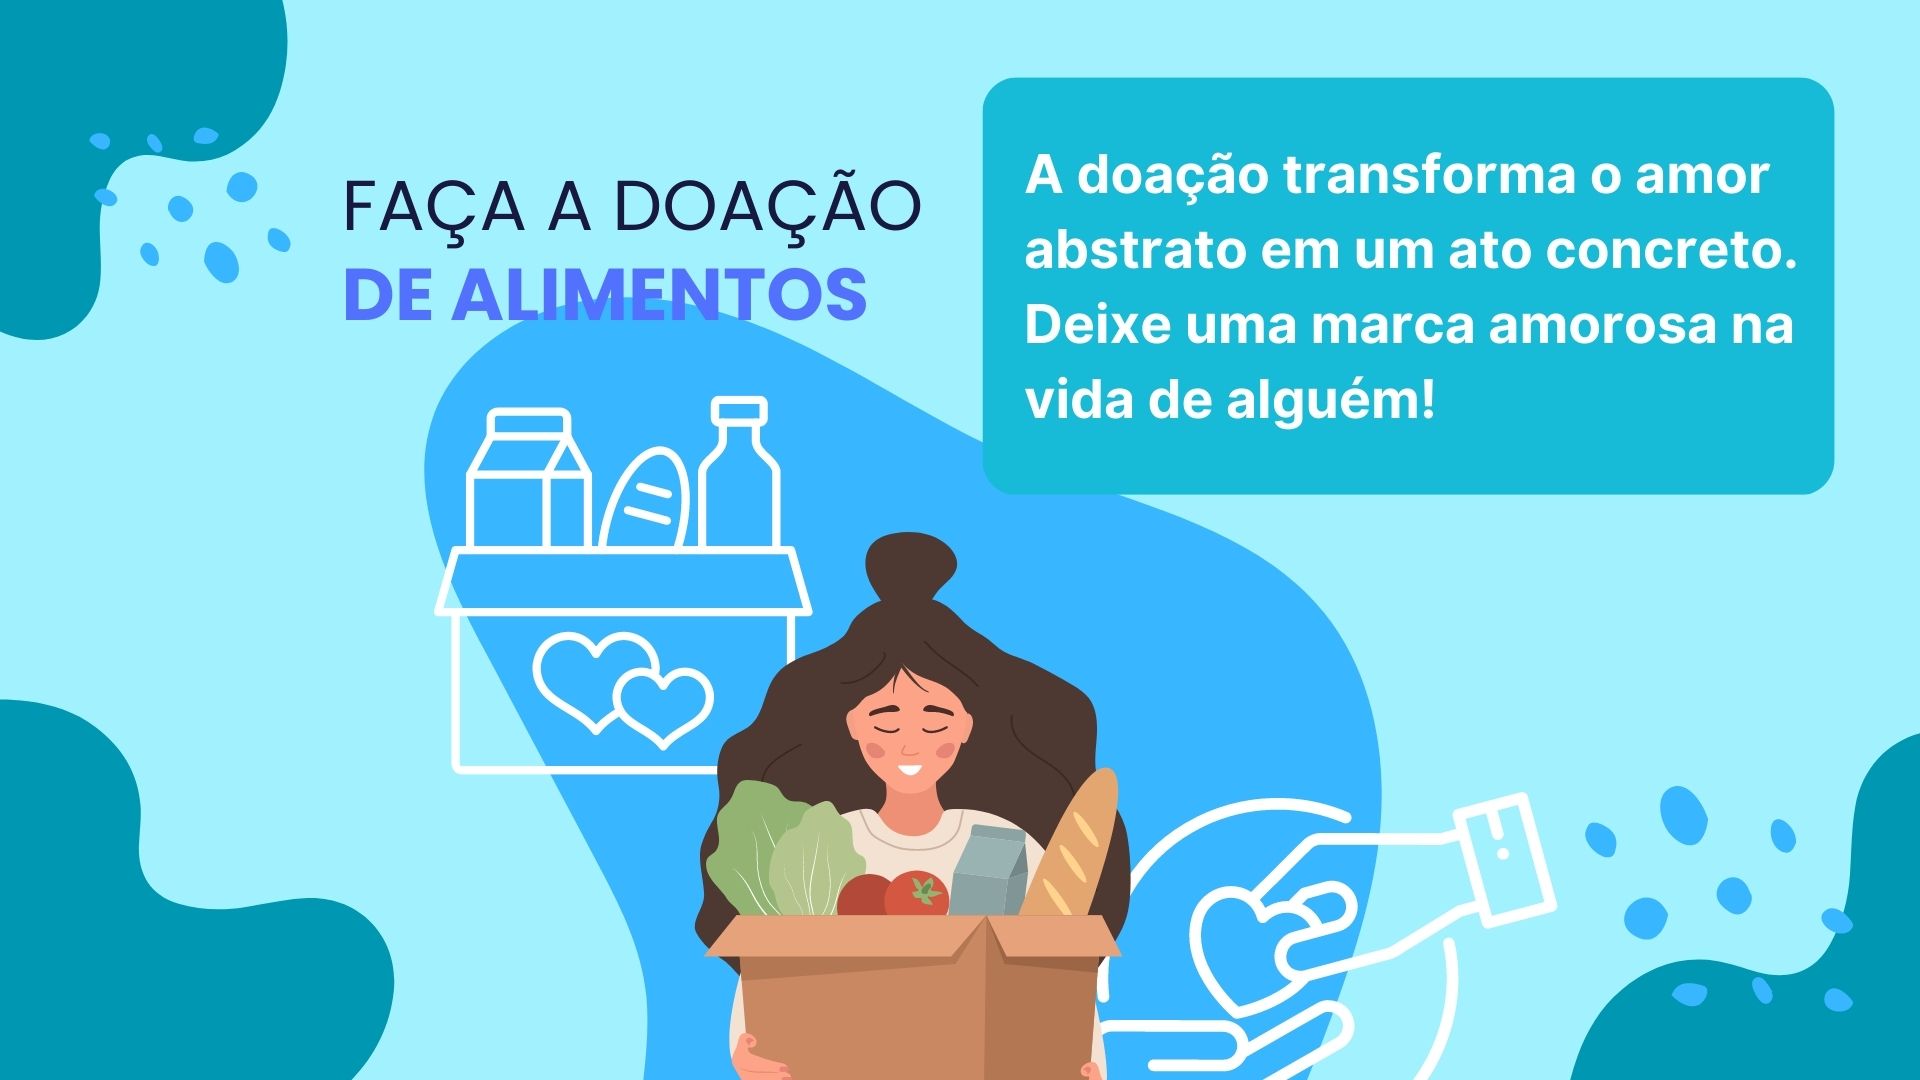 FAÇA A DOAÇÃO
DE ALIMENTOS
A doação transforma o amor
abstrato em um ato concreto.
Deixe uma marca amorosa na
vida de alguém!